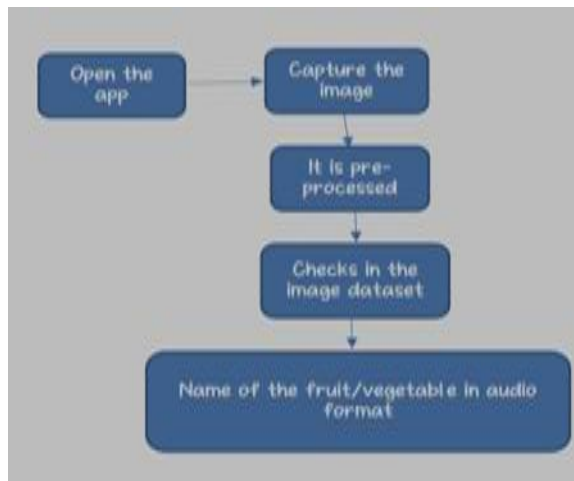 Open the
app
Capture the
image
It is pre-
processed
Checks in the
image dataset
Name of the fruit/vegetable in audio
format